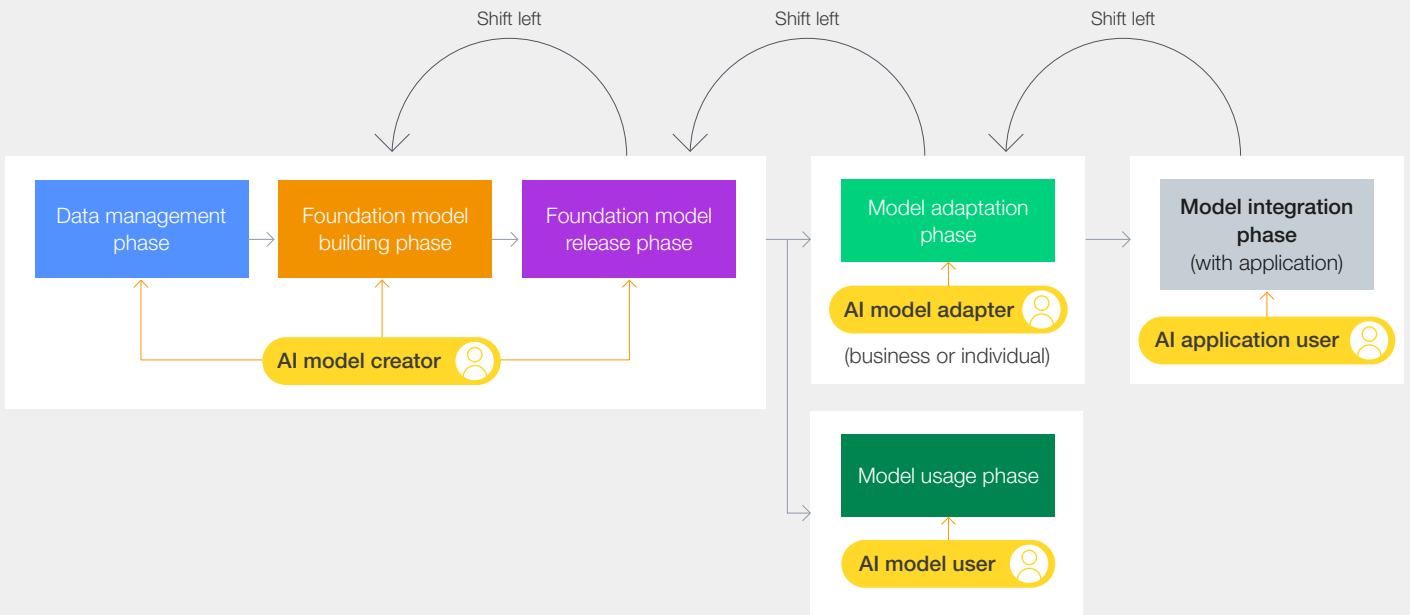 Shift left
Shift left
Shift left
Data management
phase
Foundation model
building phase
Foundation model
release phase
Model adaptation
phase
Model integration
phase
(with application)
AI model creator
AI model adapter
(business or individual)
AI application user
Model usage phase
AI model user